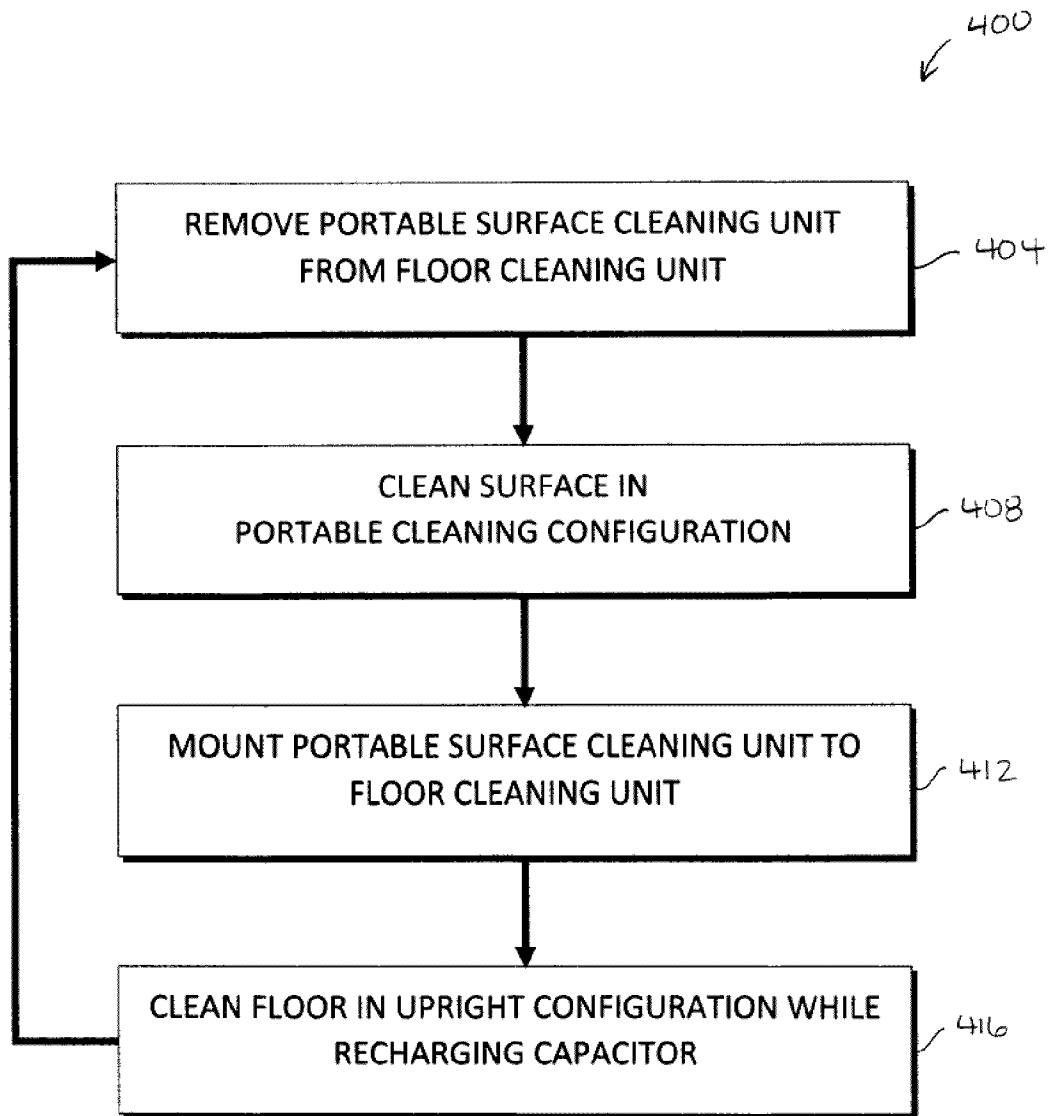 400
REMOVE PORTABLE SURFACE CLEANING UNIT
FROM FLOOR CLEANING UNIT
404
CLEAN SURFACE IN
PORTABLE CLEANING CONFIGURATION
408
MOUNT PORTABLE SURFACE CLEANING UNIT TO
FLOOR CLEANING UNIT
412
CLEAN FLOOR IN UPRIGHT CONFIGURATION WHILE
RECHARGING CAPACITOR
416